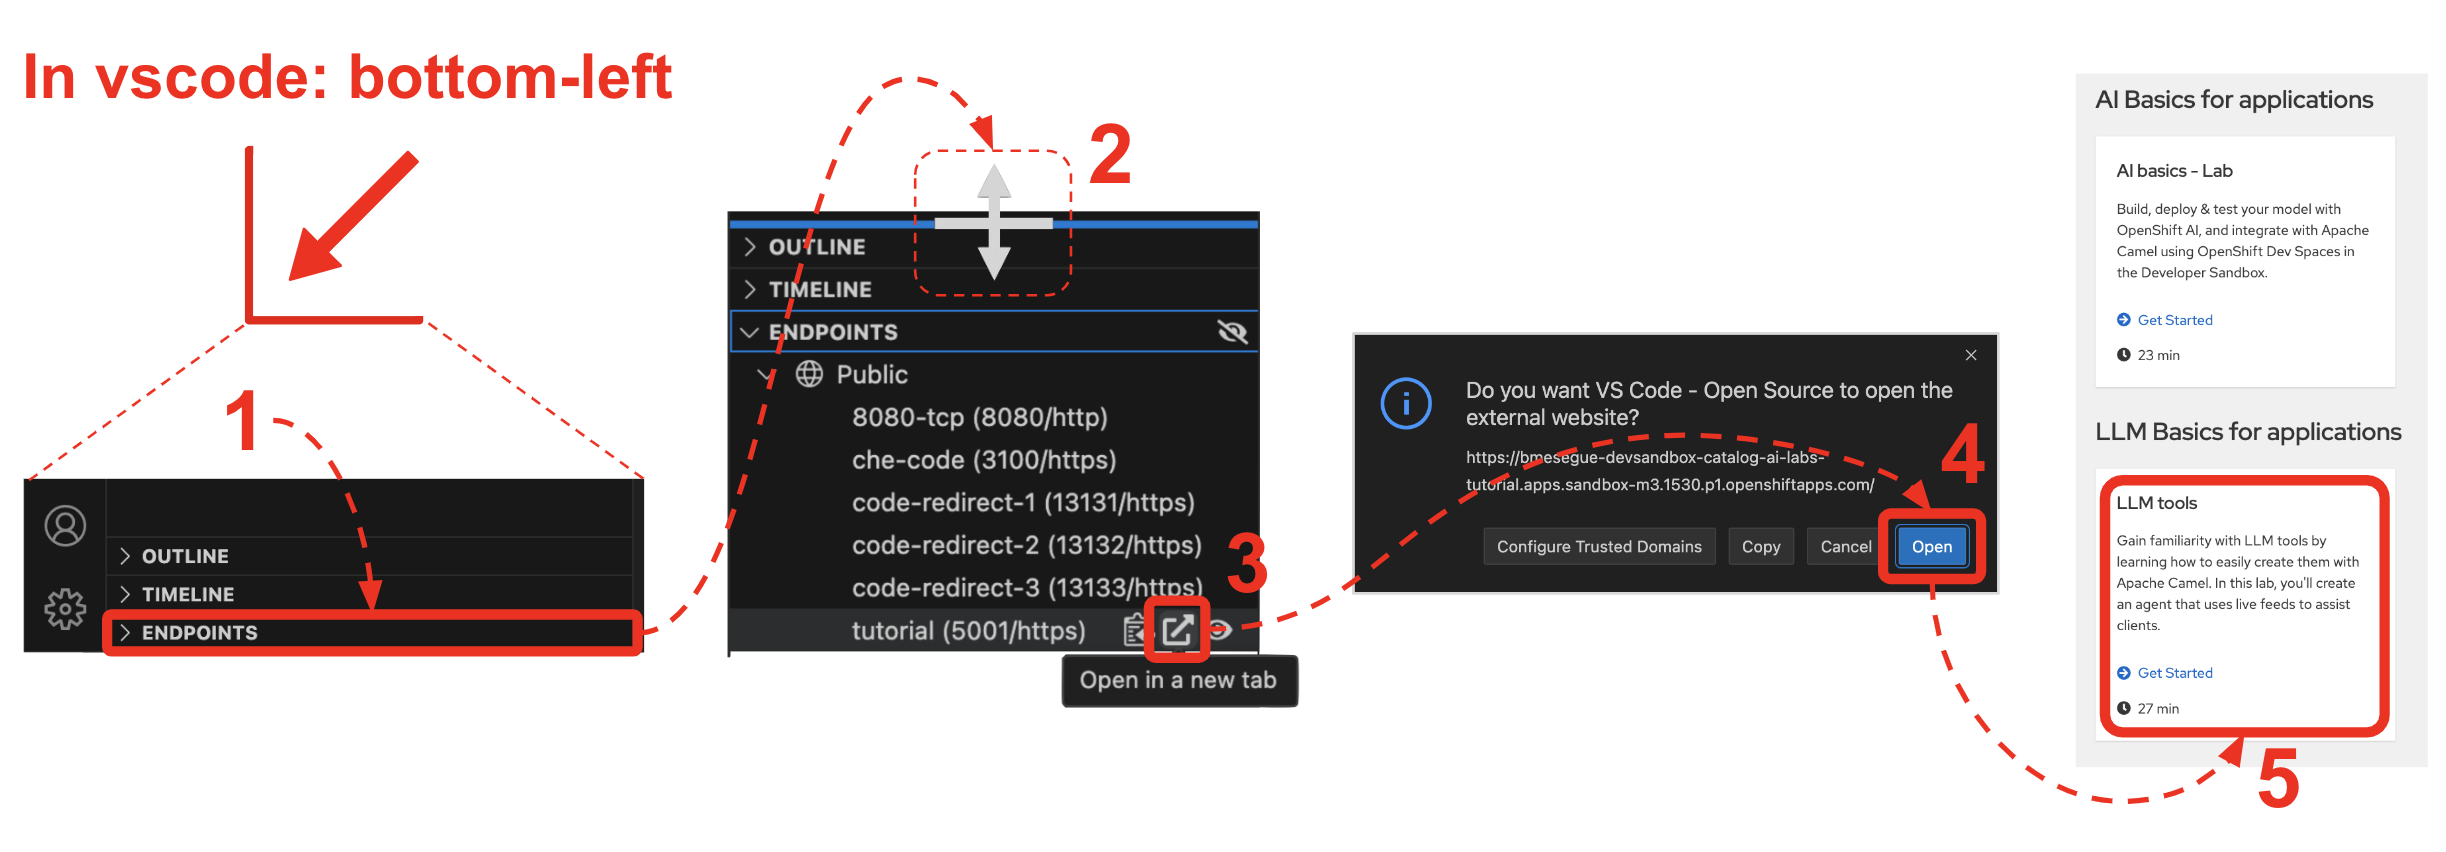 In vscode: bottom-left
1
OUTLINE
TIMELINE
ENDPOINTS
2
OUTLINE
TIMELINE
ENDPOINTS
Public
8080-tcp (8080/http)
che-code (3100/https)
code-redirect-1 (13131/https)
code-redirect-2 (13132/https)
code-redirect-3 (13133/https)
tutorial (5001/https)
3
Open in a new tab
Do you want VS Code - Open Source to open the
external website?
https://bmesegue-devsandbox-catalog-ai-labs-
tutorial.apps.sandbox-m3.1530.p1.openshiftapps.com/
4
Configure Trusted Domains
Copy
Cancel
Open
AI Basics for applications
AI basics - Lab
Build, deploy & test your model with
OpenShift AI, and integrate with Apache
Camel using OpenShift Dev Spaces in
the Developer Sandbox.
Get Started
23 min
LLM Basics for applications
LLM tools
Gain familiarity with LLM tools by
learning how to easily create them with
Apache Camel. In this lab, you'll create
an agent that uses live feeds to assist
clients.
Get Started
27 min
5